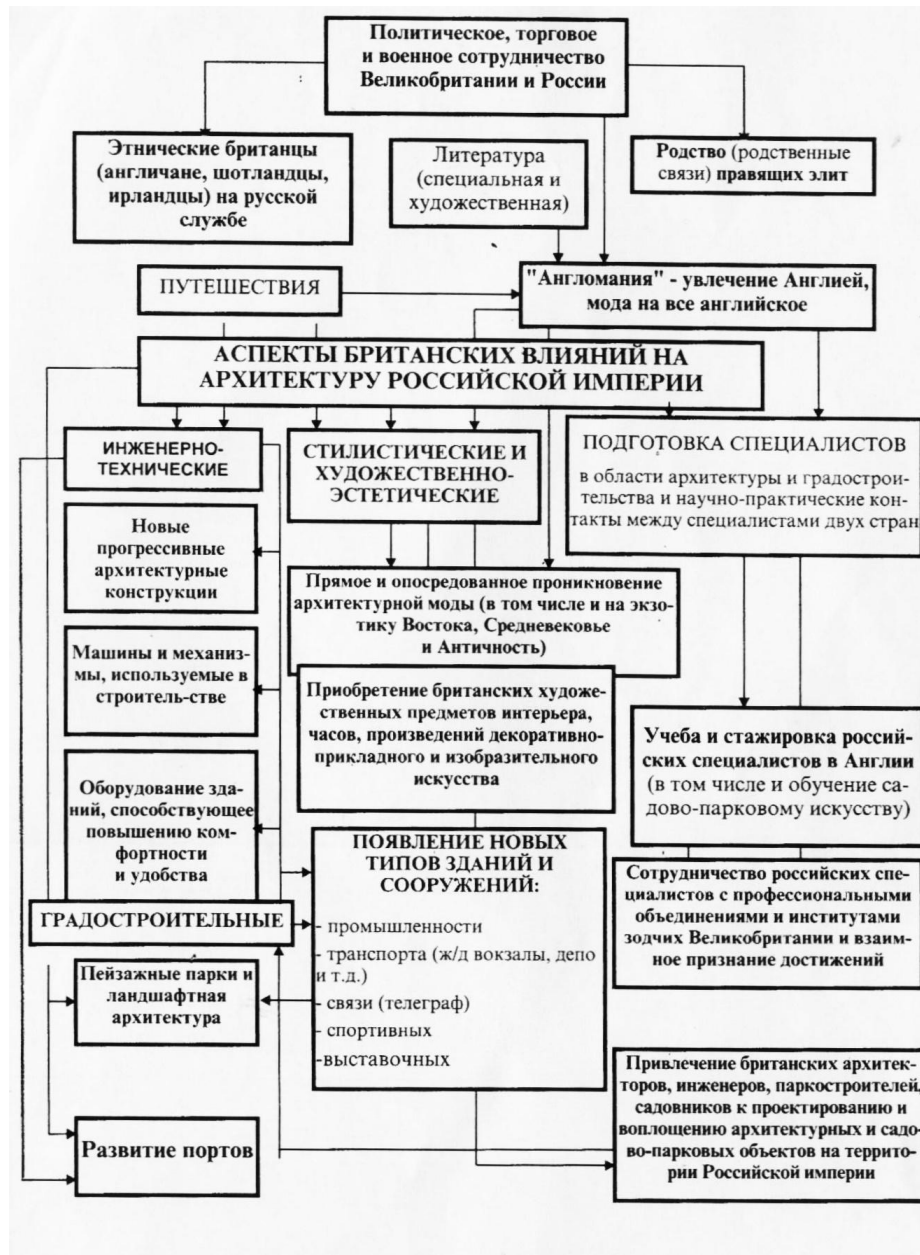 Политическое, торговое
и военное сотрудничество
Великобритании и России
Этнические британцы
(англичане, шотландцы,
ирландцы) на русской
службе
Литература
(специальная и
художественная)
Родство (родственные
связи) правящих элит
ПУТЕШЕСТВИЯ
"Англомания" - увлечение Англией,
мода на все английское
АСПЕКТЫ БРИТАНСКИХ ВЛИЯНИЙ НА
АРХИТЕКТУРУ РОССИЙСКОЙ ИМПЕРИИ
ИНЖЕНЕРНО-
ТЕХНИЧЕСКИЕ
СТИЛИСТИЧЕСКИЕ И
ХУДОЖЕСТВЕННО-
ЭСТЕТИЧЕСКИЕ
ПОДГОТОВКА СПЕЦИАЛИСТОВ
в области архитектуры и градострои-
тельства и научно-практические кон-
такты между специалистами двух стран
Новые
прогрессивные
архитектурные
конструкции
Прямое и опосредованное проникновение
архитектурной моды (в том числе и на экзо-
тику Востока, Средневековье
и Античность)
Машины и механиз-
мы, используемые в
строитель-стве
Приобретение британских художе-
ственных предметов интерьера,
часов, произведений декоративно-
прикладного и изобразительного
искусства
Учеба и стажировка россий-
ских специалистов в Англии
(в том числе и обучение са-
дово-парковому искусству)
Оборудование зда-
ний, способствующее
повышению ком-
фортности
и удобства
ПОЯВЛЕНИЕ НОВЫХ
ТИПОВ ЗДАНИЙ И
СООРУЖЕНИЙ:
- промышленности
- транспорта (ж/д вокзалы, депо
и т.д.)
- связи (телеграф)
- спортивных
-выставочных
Сотрудничество российских спе-
циалистов с профессиональными
объединениями и институтами
зодчих Великобритании и взаим-
ное признание достижений
ГРАДОСТРОИТЕЛЬНЫЕ
Пейзажные парки и
ландшафтная
архитектура
Привлечение британских архитек-
торов, инженеров, паркостроителей,
садовников к проектированию и
воплощению архитектурных и садо-
во-парковых объектов на террито-
рии Российской империи
Развитие портов